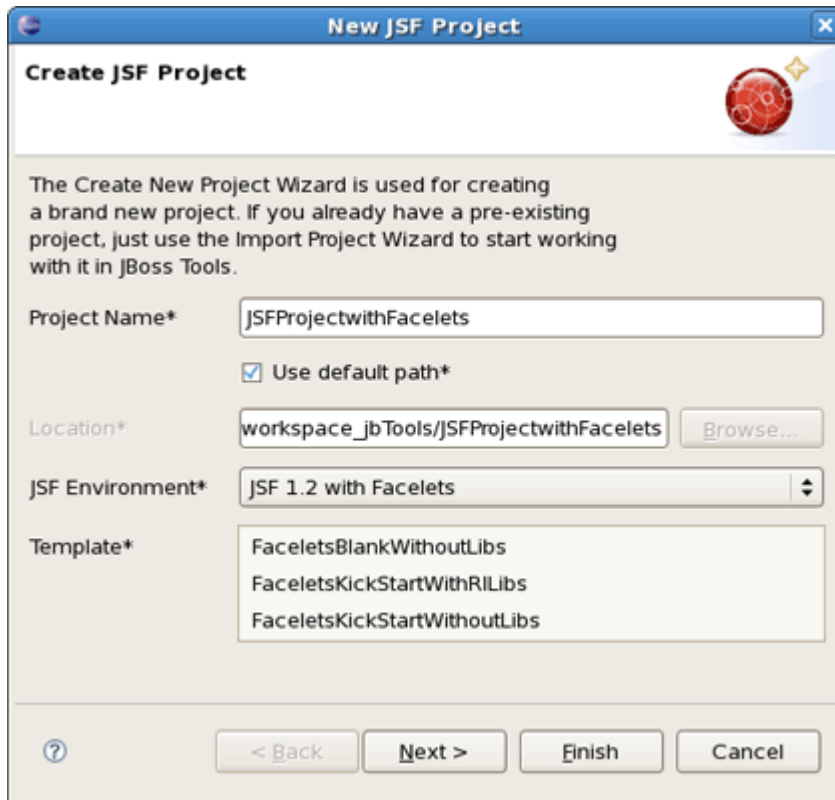 New JSF Project
Create JSF Project
The Create New Project Wizard is used for creating
a brand new project. If you already have a pre-existing
project, just use the Import Project Wizard to start working
with it in JBoss Tools.
Project Name*
JSFProjectwithFacelets
Use default path*
Location*
workspace_jbTools/JSFProjectwithFacelets
Browse...
JSF Environment*
JSF 1.2 with Facelets
Template*
FaceletsBlankWithoutLibs
FaceletsKickStartWithRILibs
FaceletsKickStartWithoutLibs
?
< Back
Next >
Finish
Cancel